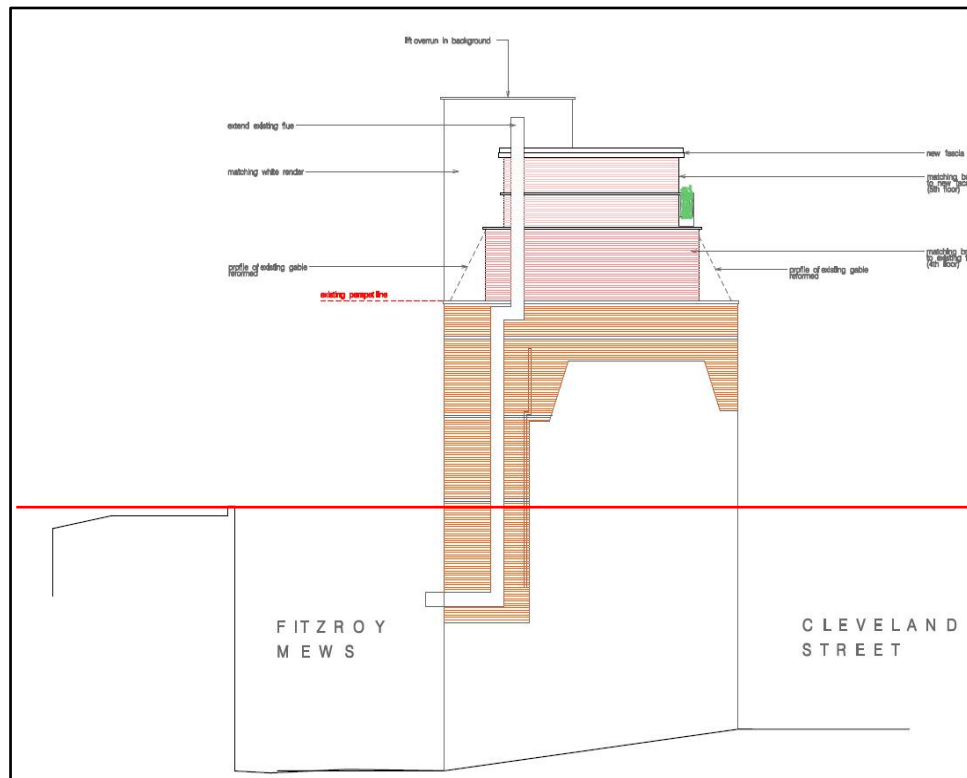 lift overrun in background
extend existing flue
new fascia
matching white render
matching b
to new fasc
(5th floor)
profile of existing gable
reformed
matching b
to existing f
(4th floor)
profile of existing gable
reformed
existing parapet line
FITZROY
MEWS
CLEVELAND
STREET